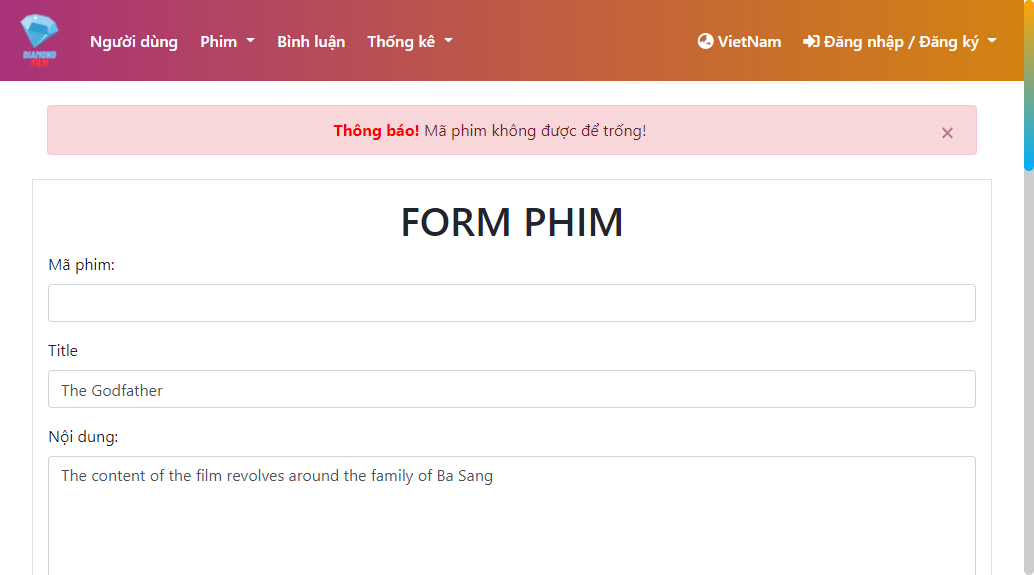 DIAMOND
FILM
Người dùng Phim Bình luận Thống kê VietNam Đăng nhập / Đăng ký
Thông báo! Mã phim không được để trống! ×
FORM PHIM
Mã phim:
Title
The Godfather
Nội dung:
The content of the film revolves around the family of Ba Sang